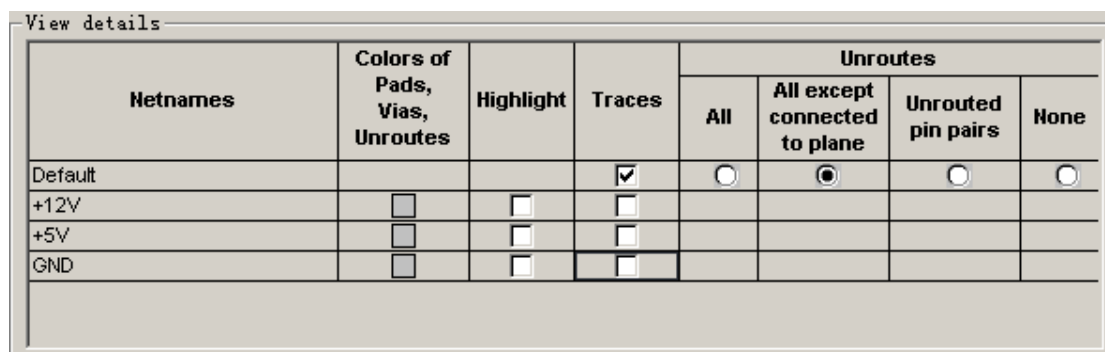 View details
Netnames
Colors of
Pads,
Vias,
Unroutes
Highlight
Traces
Unroutes
All
All except
connected
to plane
Unrouted
pin pairs
None
Default
+12V
+5V
GND